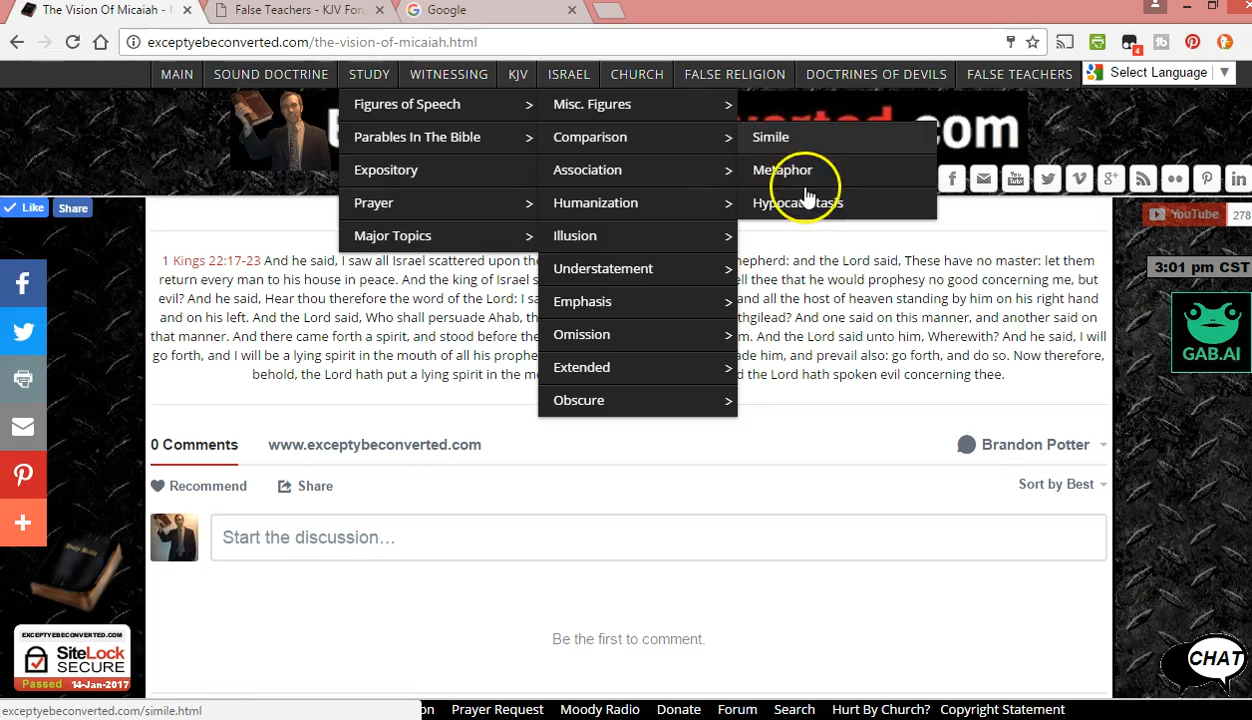 The Vision Of Micaiah -
False Teachers - KJV For
Google
exceptyebeconverted.com/the-vision-of-micaiah.html
4
MAIN SOUND DOCTRINE STUDY WITNESSING KJV ISRAEL CHURCH FALSE RELIGION DOCTRINES OF DEVILS FALSE TEACHERS Select Language
Figures of Speech >
Parables In The Bible >
Expository
Prayer >
Major Topics >
Misc. Figures >
Comparison >
Association >
Humanization >
Illusion >
Understatement >
Emphasis >
Omission >
Extended >
Obscure >
Simile
Metaphor
Hypocatastasis
verted.com
Like Share
YouTube 278
3:01 pm CST
GAB.AI
1 Kings 22:17-23 And he said, I saw all Israel scattered upon the hepherd: and the Lord said, These have no master: let them
return every man to his house in peace. And the king of Israel s ell thee that he would prophesy no good concerning me, but
evil? And he said, Hear thou therefore the word of the Lord: I sa and all the host of heaven standing by him on his right hand
and on his left. And the Lord said, Who shall persuade Ahab, th thgilead? And one said on this manner, and another said on
that manner. And there came forth a spirit, and stood before th im. And the Lord said unto him, Wherewith? And he said, I will
go forth, and I will be a lying spirit in the mouth of all his proph ade him, and prevail also: go forth, and do so. Now therefore,
behold, the Lord hath put a lying spirit in the m d the Lord hath spoken evil concerning thee.
0 Comments www.exceptybeconverted.com Brandon Potter
Recommend Share Sort by Best
Start the discussion…
Be the first to comment.
Holy Bible
EXCEPTYEBECONVERTED.COM
SiteLock
SECURE
Passed 14-Jan-2017
CHAT
exceptyebeconverted.com/simile.html
on Prayer Request Moody Radio Donate Forum Search Hurt By Church? Copyright Statement